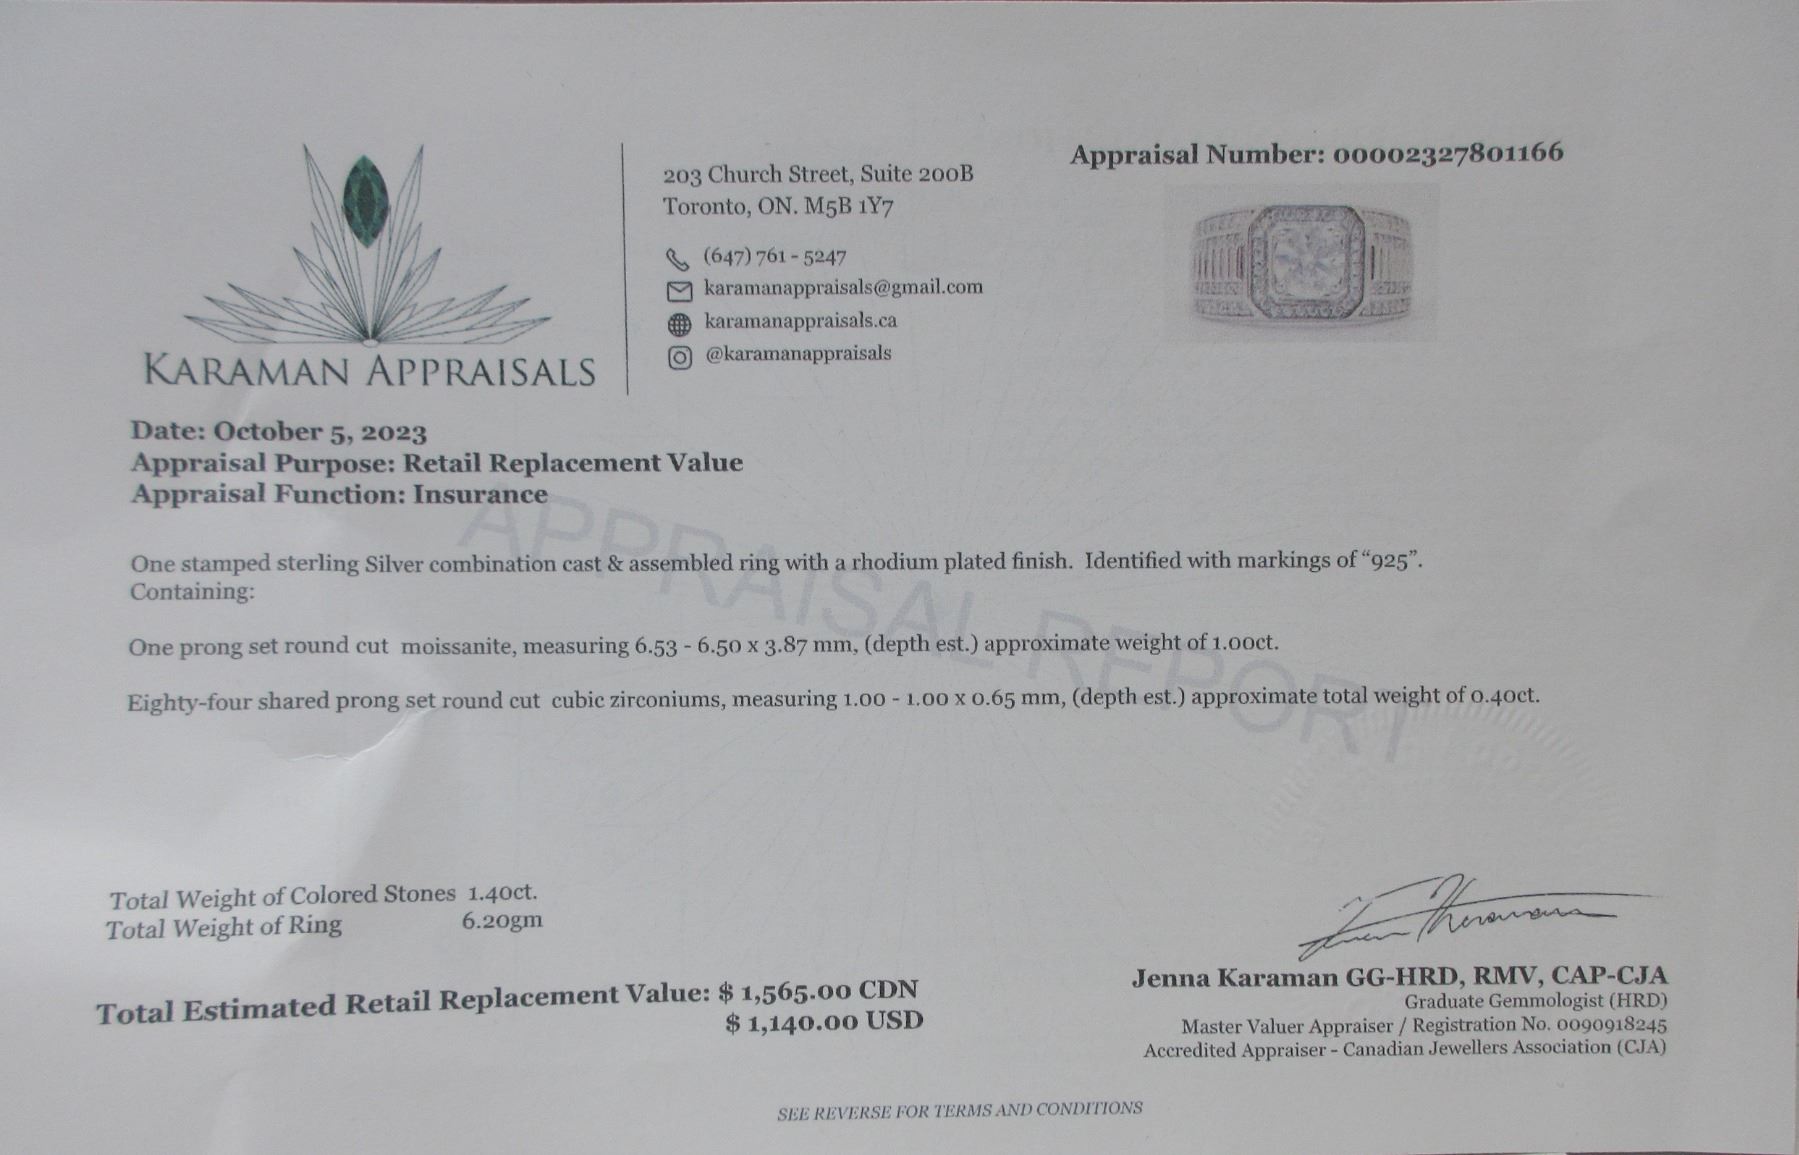 KARAMAN APPRAISALS
203 Church Street, Suite 200B
Toronto, ON. M5B 1Y7
(647) 761 - 5247
karamanappraisals@gmail.com
karamanappraisals.ca
@karamanappraisals
Appraisal Number: 00002327801166
Date: October 5, 2023
Appraisal Purpose: Retail Replacement Value
Appraisal Function: Insurance
APPRAISAL REPORT
One stamped sterling Silver combination cast & assembled ring with a rhodium plated finish. Identified with markings of “925”.
Containing:
One prong set round cut moissanite, measuring 6.53 - 6.50 x 3.87 mm, (depth est.) approximate weight of 1.00ct.
Eighty-four shared prong set round cut cubic zirconiums, measuring 1.00 - 1.00 x 0.65 mm, (depth est.) approximate total weight of 0.40ct.
Total Weight of Colored Stones 1.40ct.
Total Weight of Ring 6.20gm
Total Estimated Retail Replacement Value: $ 1,565.00 CDN
$ 1,140.00 USD
Jenna Karaman GG-HRD, RMV, CAP-CJA
Graduate Gemmologist (HRD)
Master Valuer Appraiser / Registration No. 0090918245
Accredited Appraiser - Canadian Jewellers Association (CJA)
SEE REVERSE FOR TERMS AND CONDITIONS